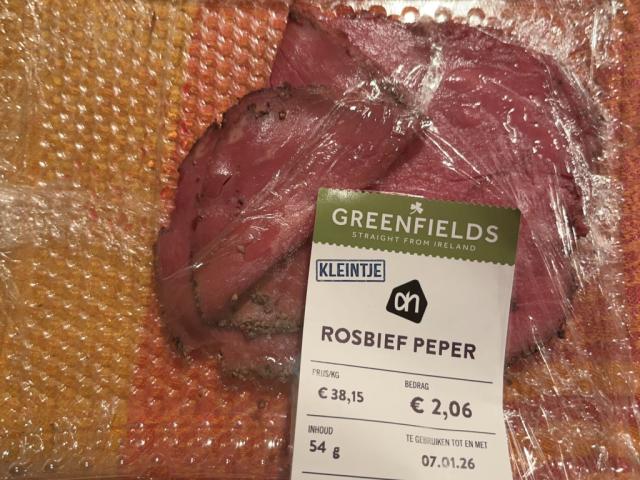 GREENFIELDS
STRAIGHT FROM IRELAND
KLEINTJE
ah
ROSBIEF PEPER
PRIJS/KG
BEDRAG
€ 38,15
€ 2,06
INHOUD
TE GEBRUIKEN TOT EN MET
54 g
07.01.26